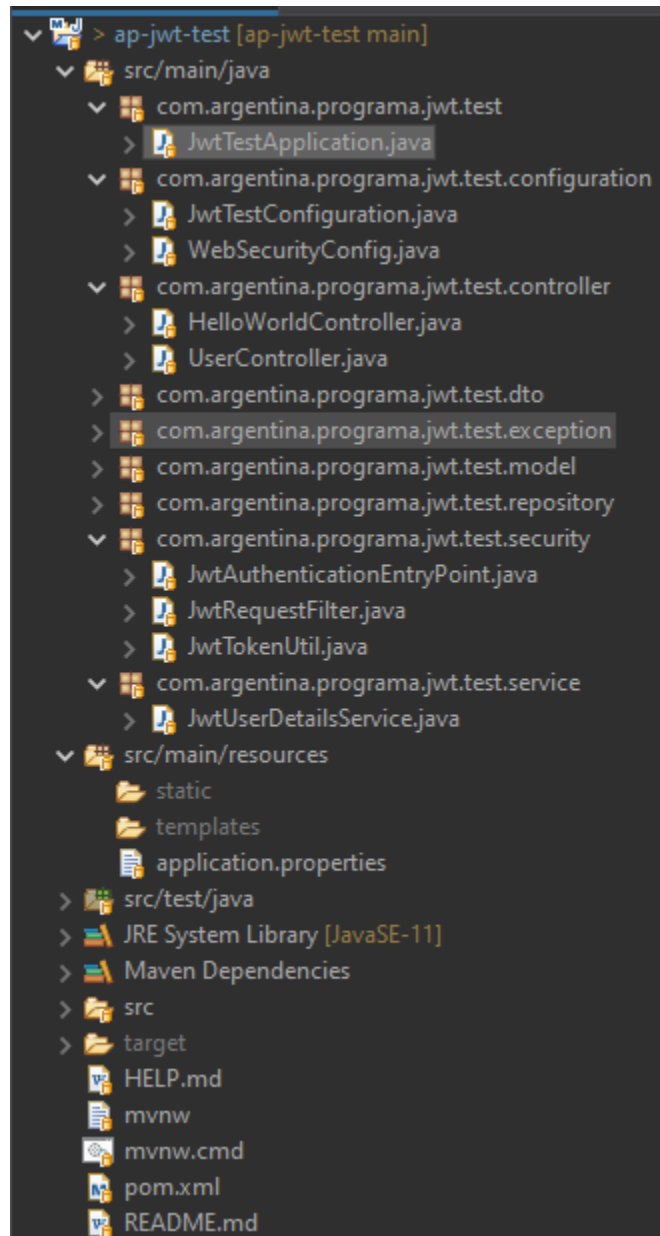 > ap-jwt-test [ap-jwt-test main]
src/main/java
com.argentina.programa.jwt.test
JwtTestApplication.java
com.argentina.programa.jwt.test.configuration
JwtTestConfiguration.java
WebSecurityConfig.java
com.argentina.programa.jwt.test.controller
HelloWorldController.java
UserController.java
com.argentina.programa.jwt.test.dto
com.argentina.programa.jwt.test.exception
com.argentina.programa.jwt.test.model
com.argentina.programa.jwt.test.repository
com.argentina.programa.jwt.test.security
JwtAuthenticationEntryPoint.java
JwtRequestFilter.java
JwtTokenUtil.java
com.argentina.programa.jwt.test.service
JwtUserDetailsService.java
src/main/resources
static
templates
application.properties
src/test/java
JRE System Library [JavaSE-11]
Maven Dependencies
src
target
HELP.md
mvnw
mvnw.cmd
pom.xml
README.md